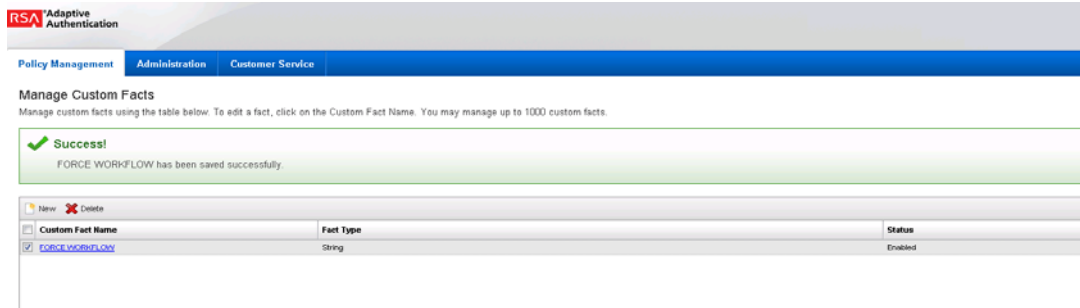 RSA Adaptive
Authentication
Policy Management Administration Customer Service
Manage Custom Facts
Manage custom facts using the table below. To edit a fact, click on the Custom Fact Name. You may manage up to 1000 custom facts.
Success!
FORCE WORKFLOW has been saved successfully.
New Delete
Custom Fact Name Fact Type Status
FORCE WORKFLOW String Enabled